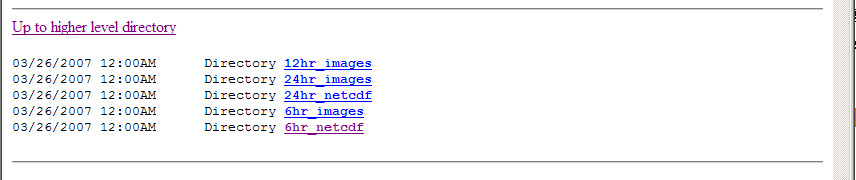 Up to higher level directory
03/26/2007 12:00AM Directory 12hr_images
03/26/2007 12:00AM Directory 24hr_images
03/26/2007 12:00AM Directory 24hr_netcdf
03/26/2007 12:00AM Directory 6hr_images
03/26/2007 12:00AM Directory 6hr_netcdf